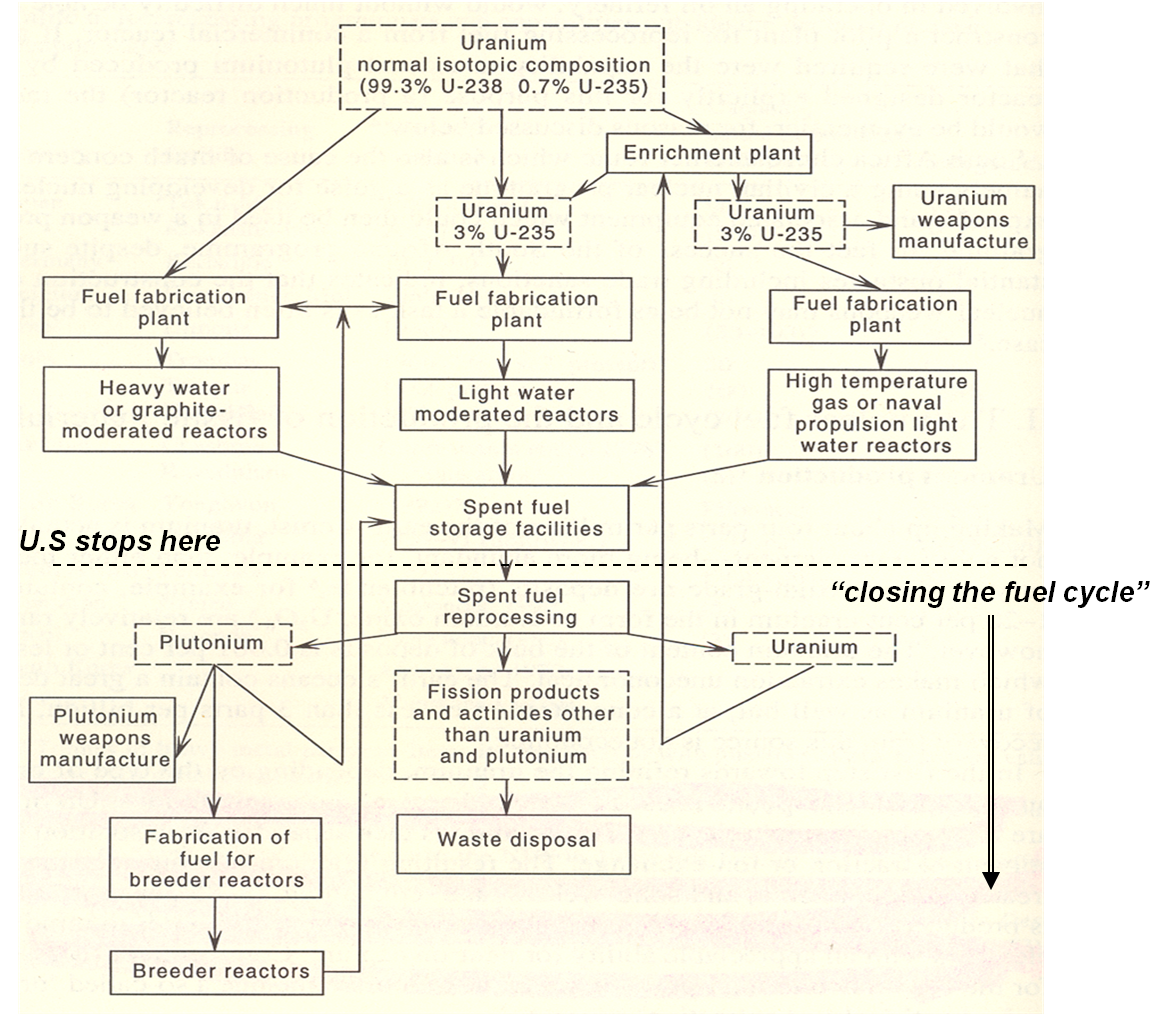 Uranium
normal isotopic composition
(99.3% U-238 0.7% U-235)
Enrichment plant
Uranium
3% U-235
Uranium
3% U-235
Uranium
weapons
manufacture
Fuel fabrication
plant
Fuel fabrication
plant
Fuel fabrication
plant
Heavy water
or graphite-
moderated reactors
Light water
moderated reactors
High temperature
gas or naval
propulsion light
water reactors
Spent fuel
storage facilities
U.S stops here
Spent fuel
reprocessing
“closing the fuel cycle”
Plutonium
Uranium
Plutonium
weapons
manufacture
Fission products
and actinides other
than uranium
and plutonium
Fabrication of
fuel for
breeder reactors
Waste disposal
Breeder reactors